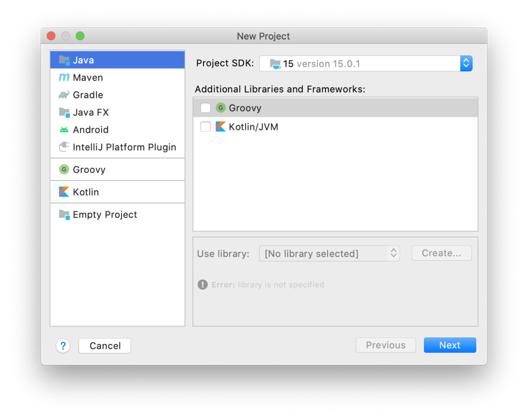 New Project
Java
Maven
Gradle
Java FX
Android
IntelliJ Platform Plugin
Groovy
Kotlin
Empty Project
Project SDK: 15 version 15.0.1
Additional Libraries and Frameworks:
Groovy
Kotlin/JVM
Use library: [No library selected] Create...
Error: library is not specified
? Cancel Previous Next